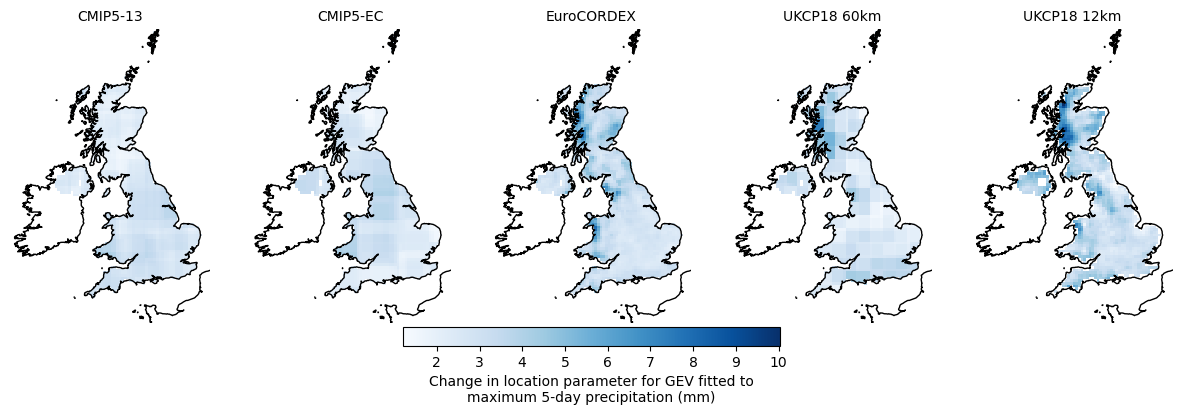 CMIP5-13 CMIP5-EC EuroCORDEX UKCP18 60km UKCP18 12km
2 3 4 5 6 7 8 9 10
Change in location parameter for GEV fitted to
maximum 5-day precipitation (mm)